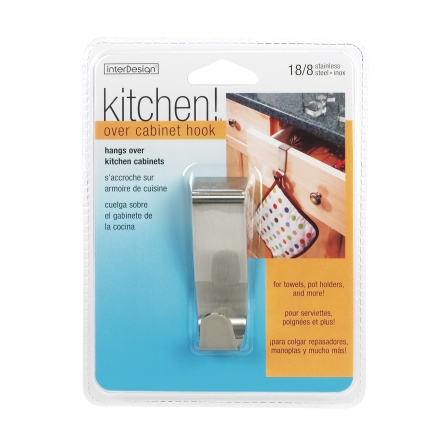 interDesign®
18/8 stainless
steel • inox
kitchen!
over cabinet hook
hangs over
kitchen cabinets
s'accroche sur
armoire de cuisine
cuelga sobre
el gabinete de
la cocina
for towels, pot holders,
and more!
pour serviettes,
poignées et plus!
¡para colgar repasadores,
manoplas y mucho más!